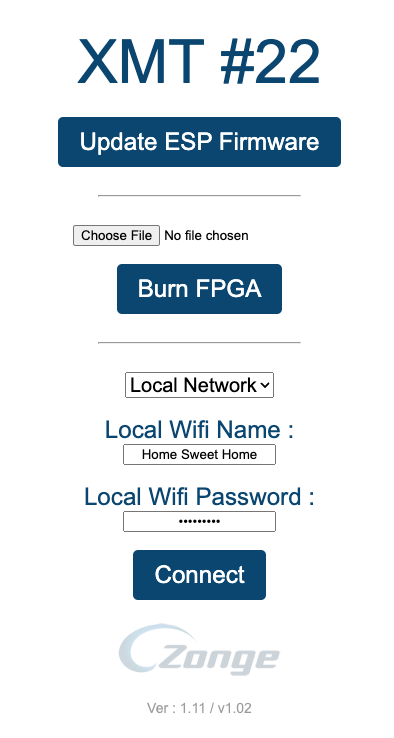 XMT #22
Update ESP Firmware
Choose File No file chosen
Burn FPGA
Local Network
Local Wifi Name :
Home Sweet Home
Local Wifi Password :
•••••••••
Connect
Zonge
Ver : 1.11 / v1.02